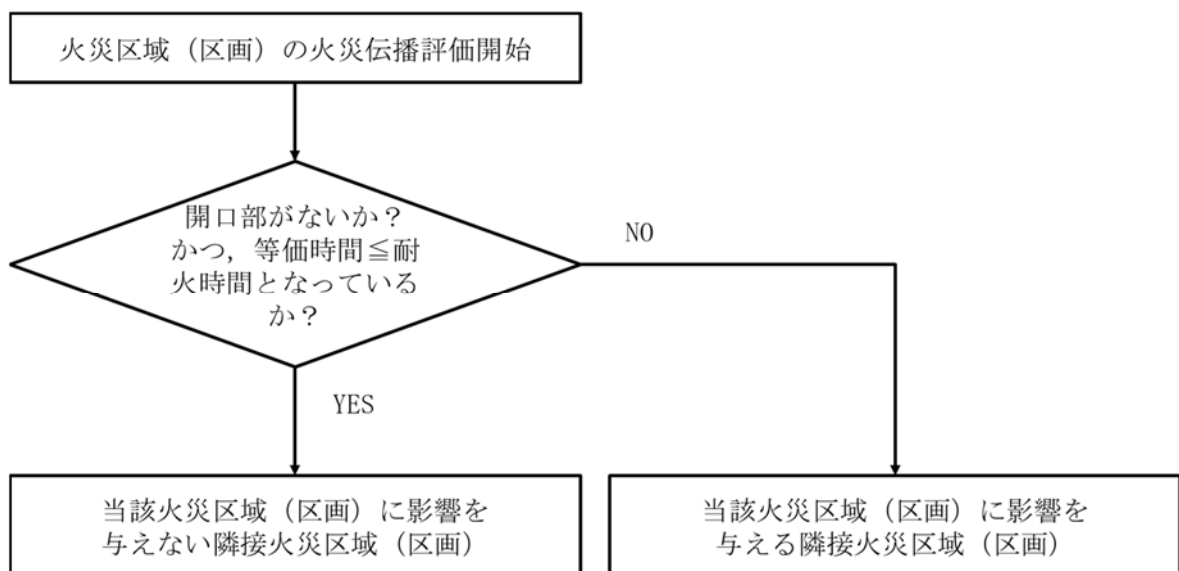 火災区域（区画）の火災伝播評価開始
開口部がないか？
かつ，等価時間≦耐
火時間となっている
か？
NO
YES
当該火災区域（区画）に影響を
与えない隣接火災区域（区画）
当該火災区域（区画）に影響を
与える隣接火災区域（区画）